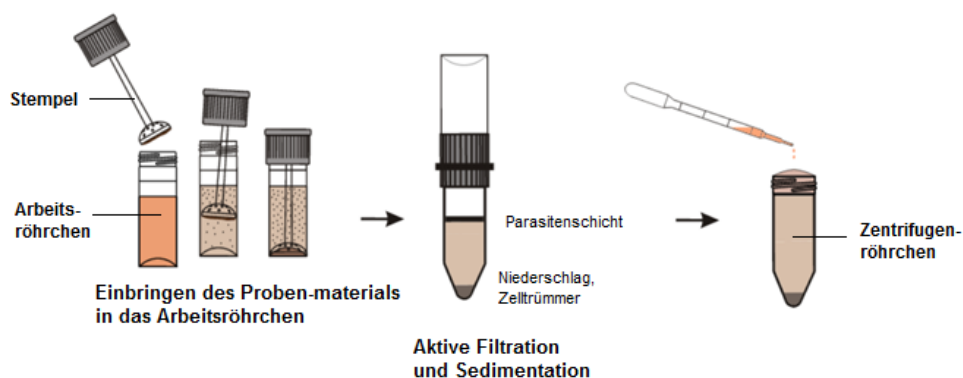 Stempel
Arbeits-
röhrchen
Einbringen des Proben-materials
in das Arbeitsröhrchen
Parasitenschicht
Niederschlag,
Zelltrümmer
Aktive Filtration
und Sedimentation
Zentrifugen-
röhrchen